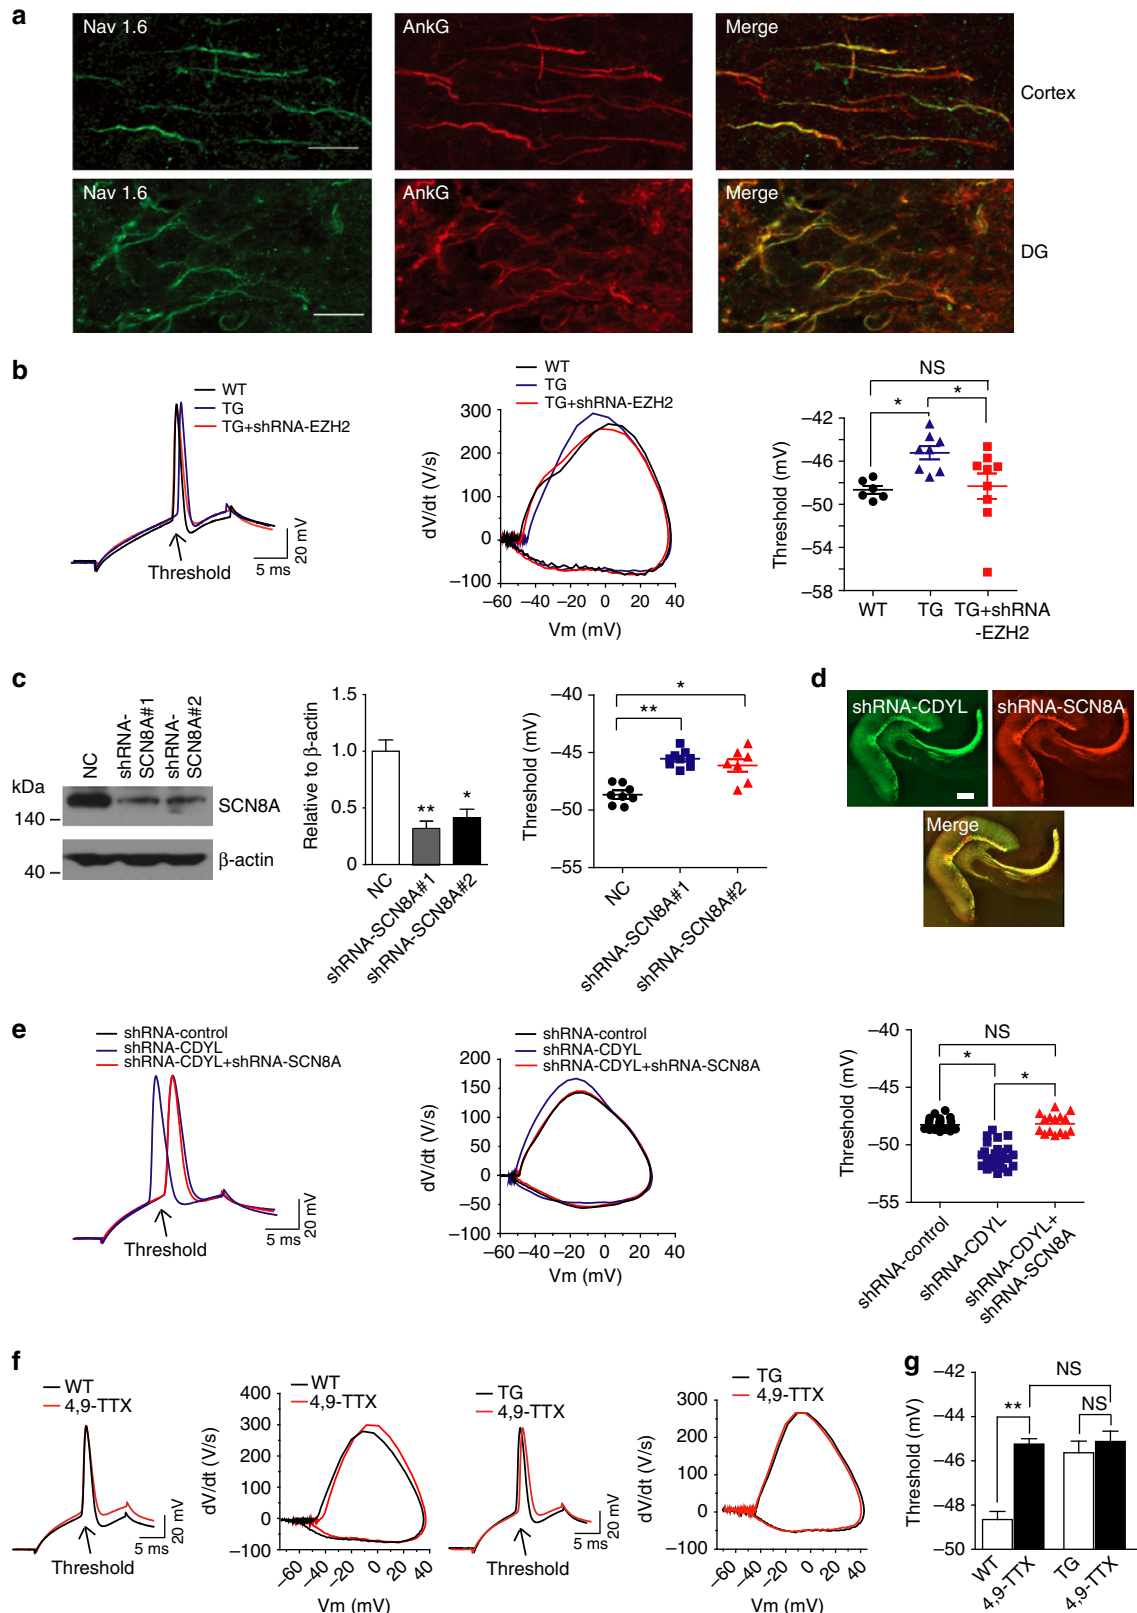 a
Nav 1.6
AnkG
Merge
Cortex
Nav 1.6
AnkG
Merge
DG
b
WT
TG
TG+shRNA-EZH2
Threshold
20 mV
5 ms
WT
TG
TG+shRNA-EZH2
dV/dt (V/s)
300
200
100
0
−100
−60
−40
−20
0
20
40
Vm (mV)
NS
*
*
Threshold (mV)
−42
−46
−50
−54
−58
WT
TG
TG+shRNA
-EZH2
c
NC
shRNA-
SCN8A#1
shRNA-
SCN8A#2
kDa
140
40
SCN8A
β-actin
Relative to β-actin
1.5
1.0
0.5
0
**
*
NC
shRNA-SCN8A#1
shRNA-SCN8A#2
Threshold (mV)
−40
−45
−50
−55
*
**
NC
shRNA-SCN8A#1
shRNA-SCN8A#2
d
shRNA-CDYL
shRNA-SCN8A
Merge
e
shRNA-control
shRNA-CDYL
shRNA-CDYL+shRNA-SCN8A
Threshold
20 mV
5 ms
shRNA-control
shRNA-CDYL
shRNA-CDYL+shRNA-SCN8A
dV/dt (V/s)
200
150
100
50
0
−50
−100
−60
−40
−20
0
20
40
Vm (mV)
NS
*
*
Threshold (mV)
−40
−45
−50
−55
shRNA-control
shRNA-CDYL
shRNA-CDYL+
shRNA-SCN8A
f
WT
4,9-TTX
Threshold
20 mV
5 ms
WT
4,9-TTX
dV/dt (V/s)
400
300
200
100
0
−100
−60
−40
−20
0
20
40
Vm (mV)
TG
4,9-TTX
Threshold
20 mV
5 ms
TG
4,9-TTX
dV/dt (V/s)
300
200
100
0
−100
−60
−40
−20
0
20
40
Vm (mV)
g
NS
**
NS
Threshold (mV)
−42
−44
−46
−48
−50
WT
4,9-TTX
TG
4,9-TTX